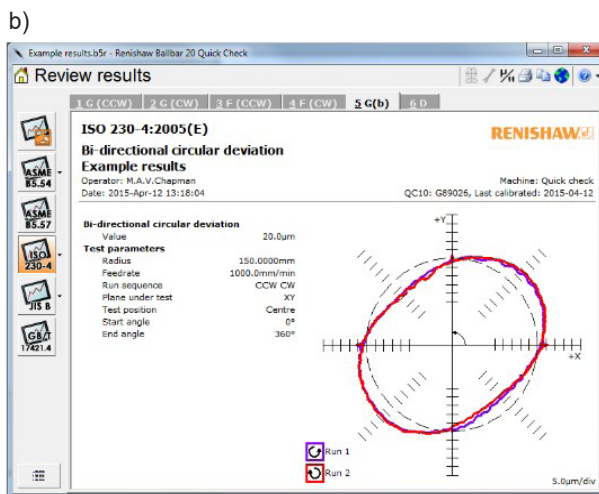 b)
Example results.b5r - Renishaw Ballbar 20 Quick Check
Review results
1 G (CCW) 2 G (CW) 3 F (CCW) 4 F (CW) 5 G(b) 6 D
ASME B5.54
ASME B5.57
ISO 230-4
JIS B
GB/T 17421.4
ISO 230-4:2005(E)
RENISHAW
Bi-directional circular deviation
Example results
Operator: M.A.V.Chapman
Machine: Quick check
Date: 2015-Apr-12 13:18:04
QC10: G89026, Last calibrated: 2015-04-12
Bi-directional circular deviation
Value 20.0µm
Test parameters
Radius 150.0000mm
Feedrate 1000.0mm/min
Run sequence CCW CW
Plane under test XY
Test position Centre
Start angle 0°
End angle 360°
+Y
+X
Run 1
Run 2
5.0µm/div